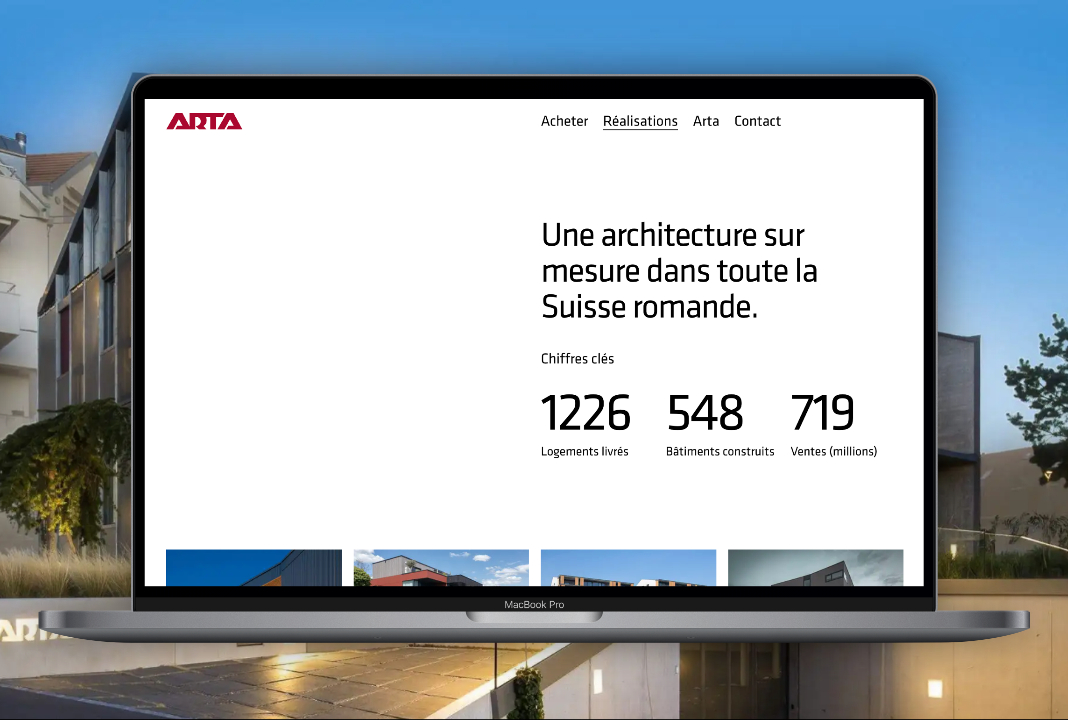 ARTA
Acheter Réalisations Arta Contact
Une architecture sur
mesure dans toute la
Suisse romande.
Chiffres clés
1226 548 719
Logements livrés Bâtiments construits Ventes (millions)
MacBook Pro
ARTA